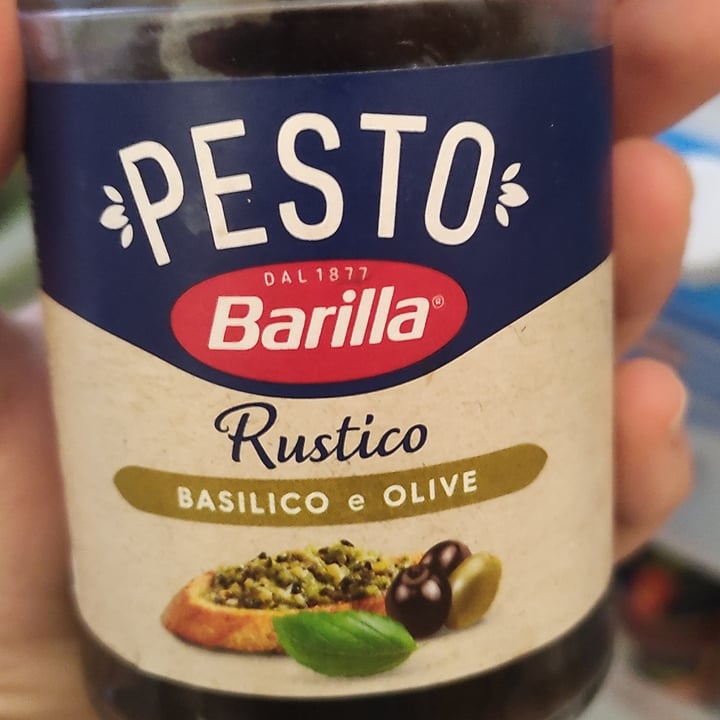 PESTO
DAL 1877
Barilla®
Rustico
BASILICO e OLIVE